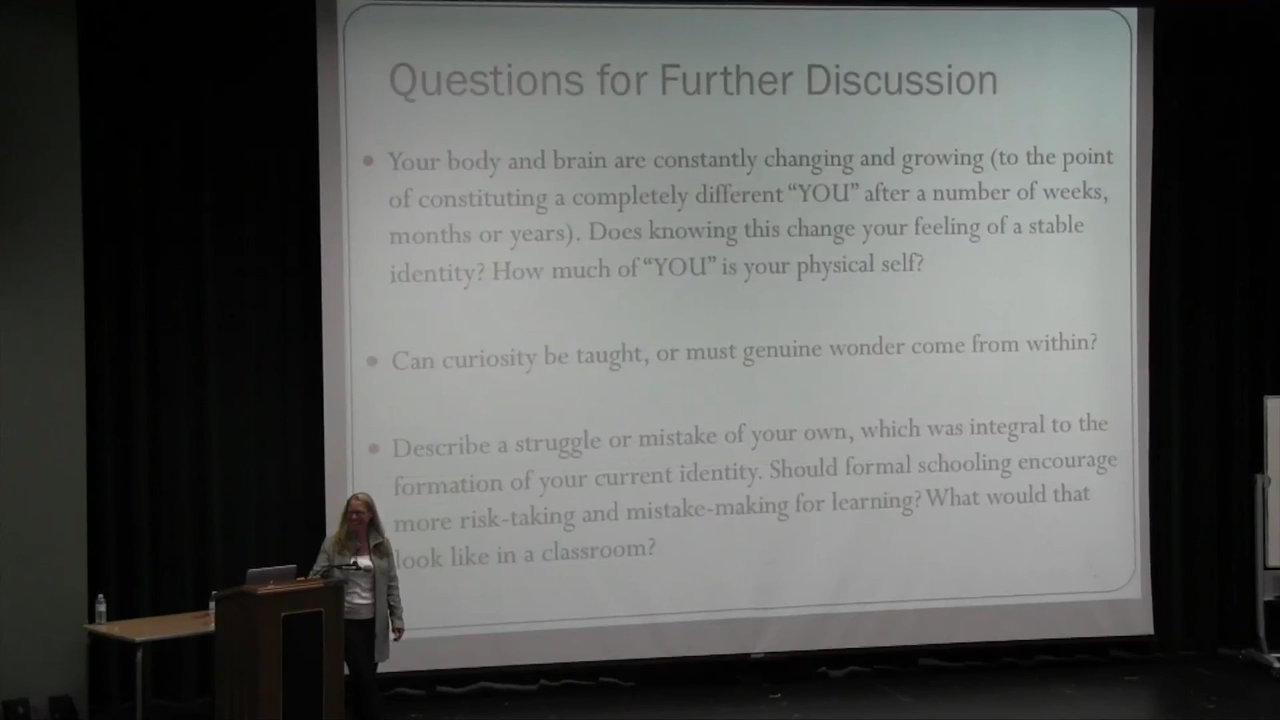 Questions for Further Discussion
• Your body and brain are constantly changing and growing (to the point
of constituting a completely different “YOU” after a number of weeks,
months or years). Does knowing this change your feeling of a stable
identity? How much of “YOU” is your physical self?
• Can curiosity be taught, or must genuine wonder come from within?
• Describe a struggle or mistake of your own, which was integral to the
formation of your current identity. Should formal schooling encourage
more risk-taking and mistake-making for learning? What would that
look like in a classroom?